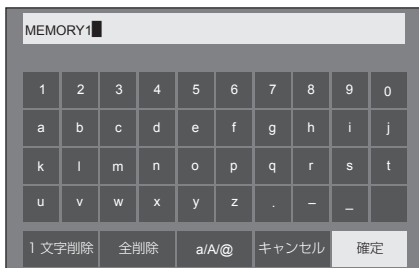 MEMORY1
1 2 3 4 5 6 7 8 9 0
a b c d e f g h i j
k l m n o p q r s t
u v w x y z . – _
1 文字削除 全削除 a/A/@ キャンセル 確定